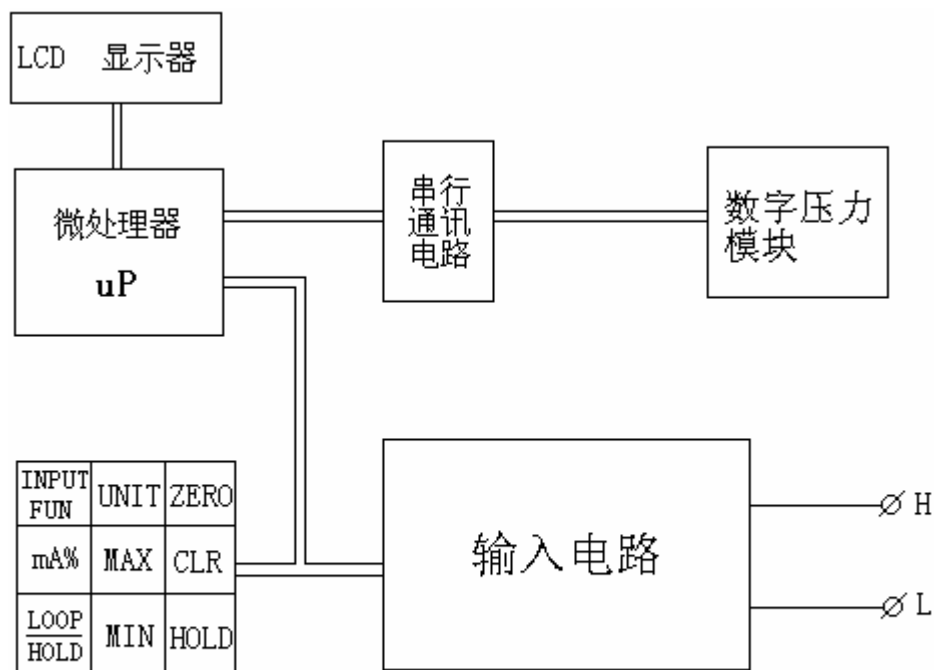 LCD 显示器
微处理器
uP
串行
通讯
电路
数字压力
模块
INPUT
FUN
UNIT
ZERO
mA%
MAX
CLR
LOOP
HOLD
MIN
HOLD
输入电路
H
L